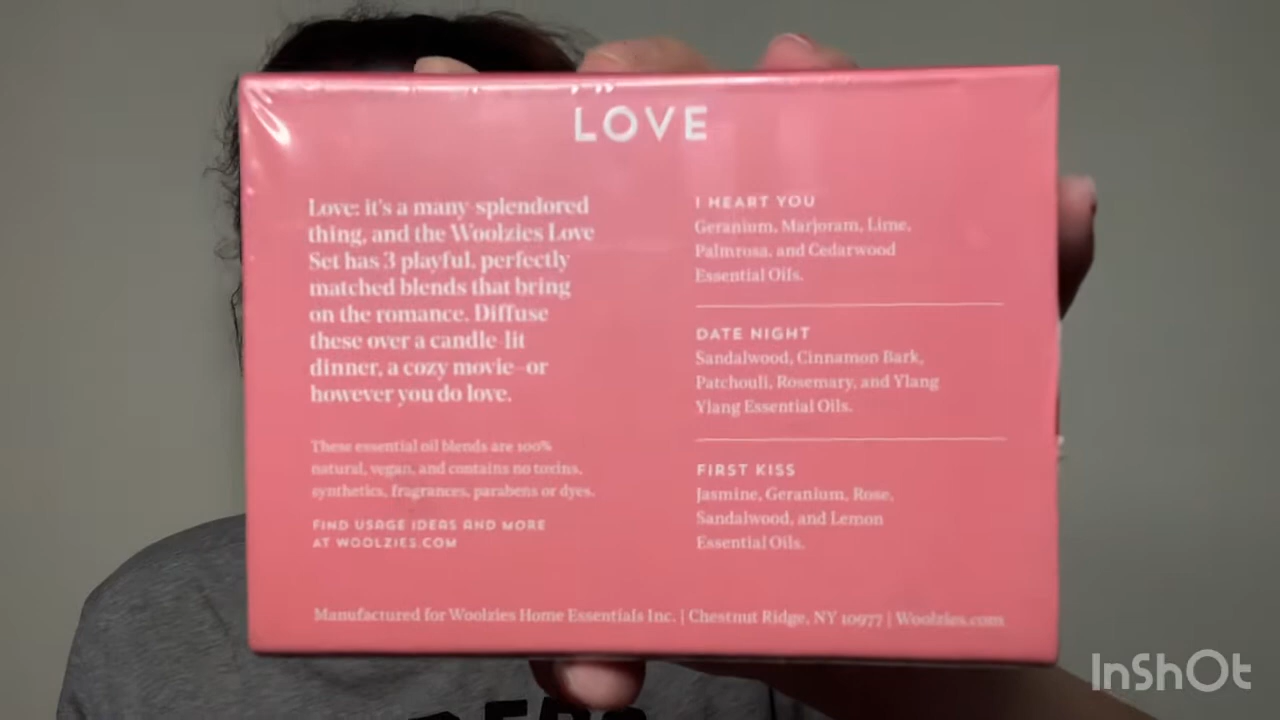 LOVE
Love: it's a many-splendored
thing, and the Woolzies Love
Set has 3 playful, perfectly
matched blends that bring
on the romance. Diffuse
these over a candle-lit
dinner, a cozy movie–or
however you do love.
These essential oil blends are 100%
natural, vegan, and contains no toxins,
synthetics, fragrances, parabens or dyes.
FIND USAGE IDEAS AND MORE
AT WOOLZIES.COM
I HEART YOU
Geranium, Marjoram, Lime,
Palmrosa, and Cedarwood
Essential Oils.
DATE NIGHT
Sandalwood, Cinnamon Bark,
Patchouli, Rosemary, and Ylang
Ylang Essential Oils.
FIRST KISS
Jasmine, Geranium, Rose,
Sandalwood, and Lemon
Essential Oils.
Manufactured for Woolzies Home Essentials Inc. | Chestnut Ridge, NY 10977 | Woolzies.com
InShOt